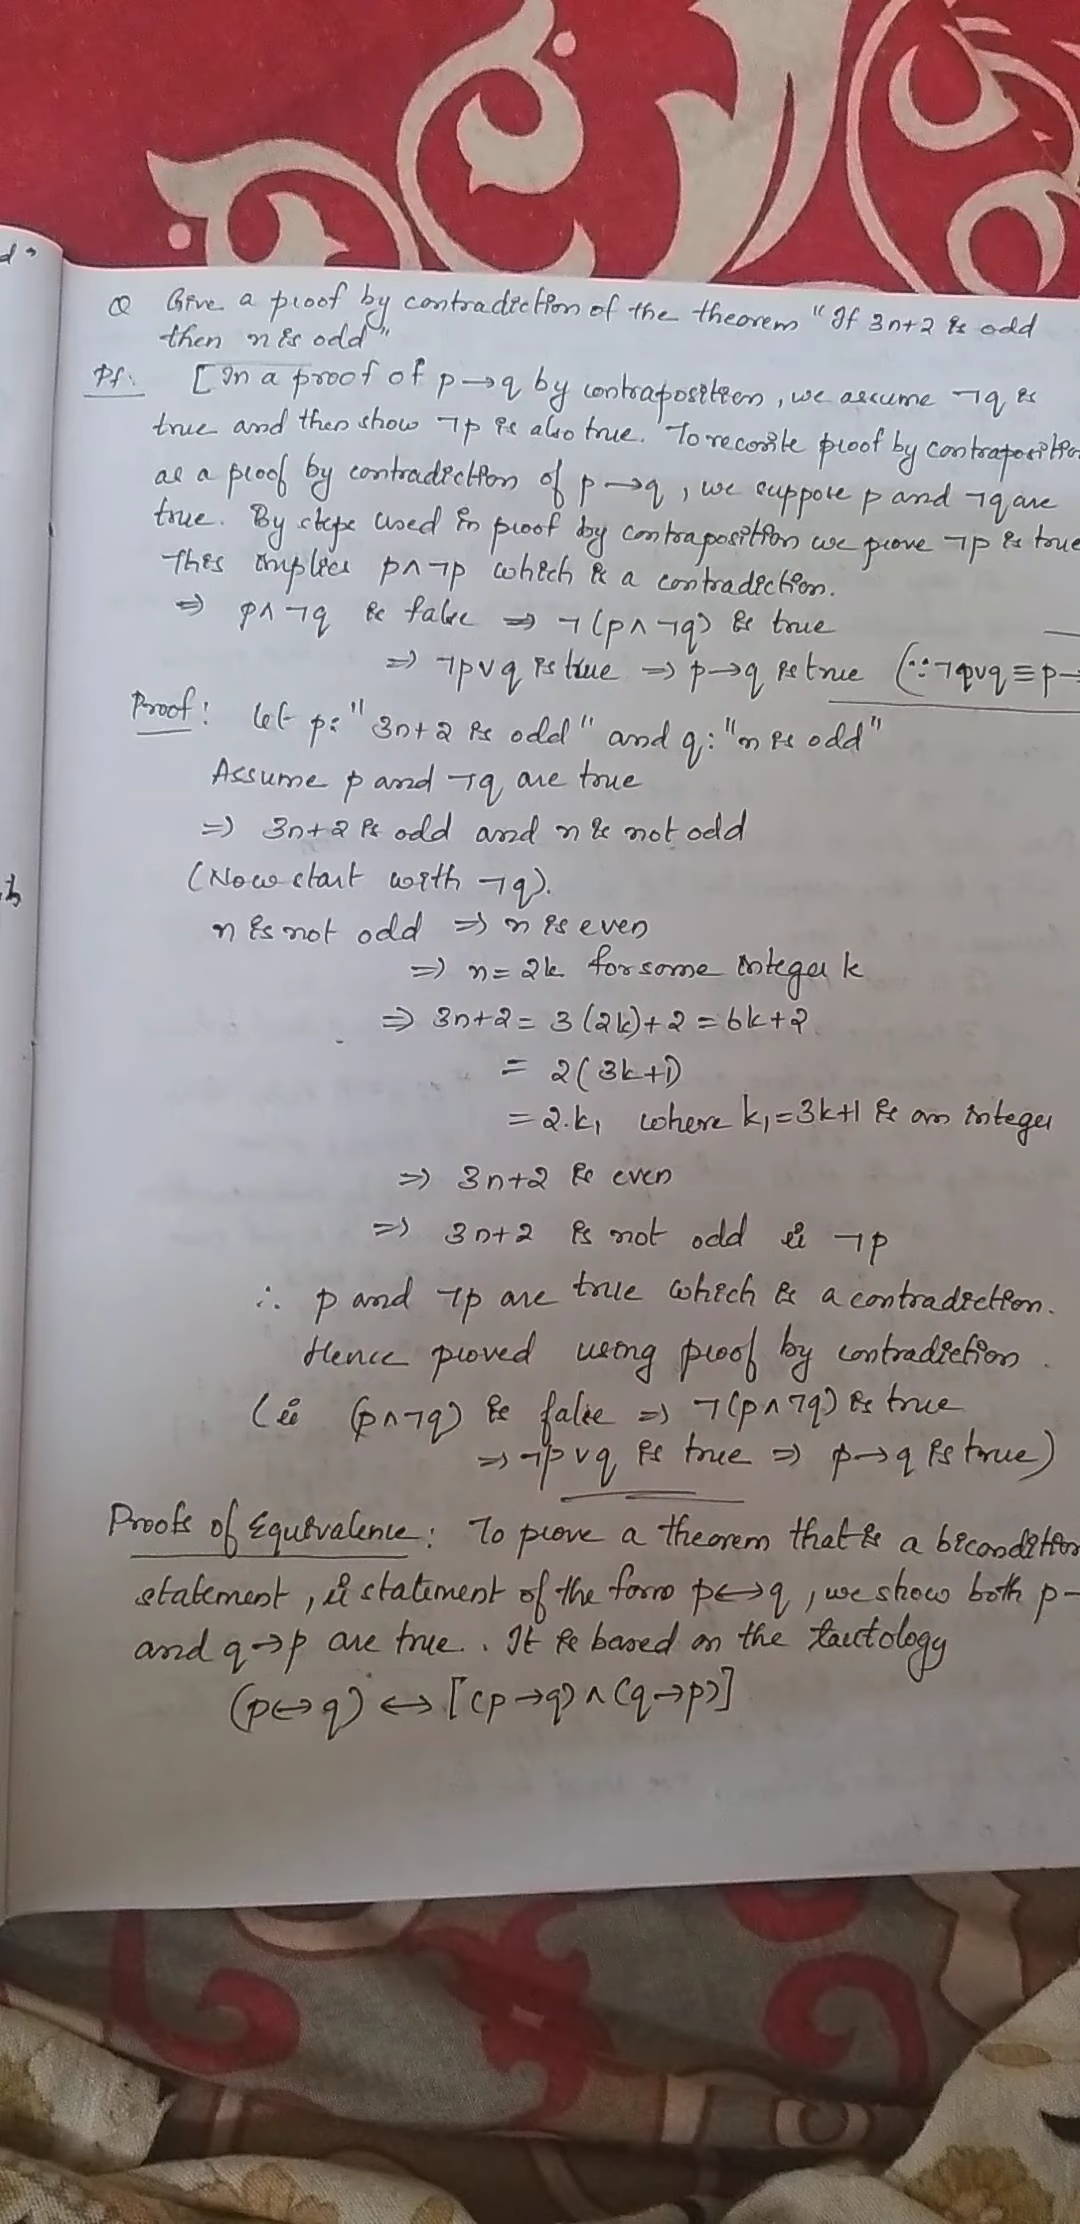 Q Give a proof by contradiction of the theorem "If 3n+2 is odd
then n is odd"
Pf. [In a proof of p→q by contraposition, we assume ¬q is
true and then show ¬p is also true. To rewrite proof by contraposition
as a proof by contradiction of p→q, we suppose p and ¬q are
true. By steps used in proof by contraposition we prove ¬p is true
This implies p∧¬p which is a contradiction.
⇒ p∧¬q is false ⇒ ¬(p∧¬q) is true
⇒ ¬p∨q is true ⇒ p→q is true (∵ ¬p∨q ≡ p→
Proof: Let p: "3n+2 is odd" and q: "n is odd"
Assume p and ¬q are true
⇒ 3n+2 is odd and n is not odd
(Now start with ¬q).
n is not odd ⇒ n is even
⇒ n = 2k for some integer k
⇒ 3n+2 = 3(2k)+2 = 6k+2
= 2(3k+1)
= 2.k₁ where k₁=3k+1 is an integer
⇒ 3n+2 is even
⇒ 3n+2 is not odd ie ¬p
∴ p and ¬p are true which is a contradiction.
Hence proved using proof by contradiction.
(ie (p∧¬q) is false ⇒ ¬(p∧¬q) is true
⇒ ¬p∨q is true ⇒ p→q is true)
Proofs of Equivalence: To prove a theorem that is a bicondition
statement, ie statement of the form p↔q, we show both p-
and q→p are true. It is based on the tautology
(p↔q) ↔ [(p→q)∧(q→p)]